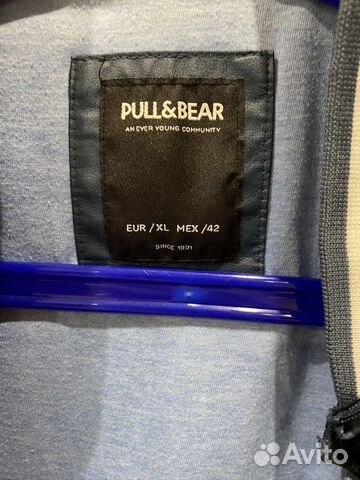 PULL&BEAR
AN EVER YOUNG COMMUNITY
EUR/XL MEX/42
SINCE 1991
Avito